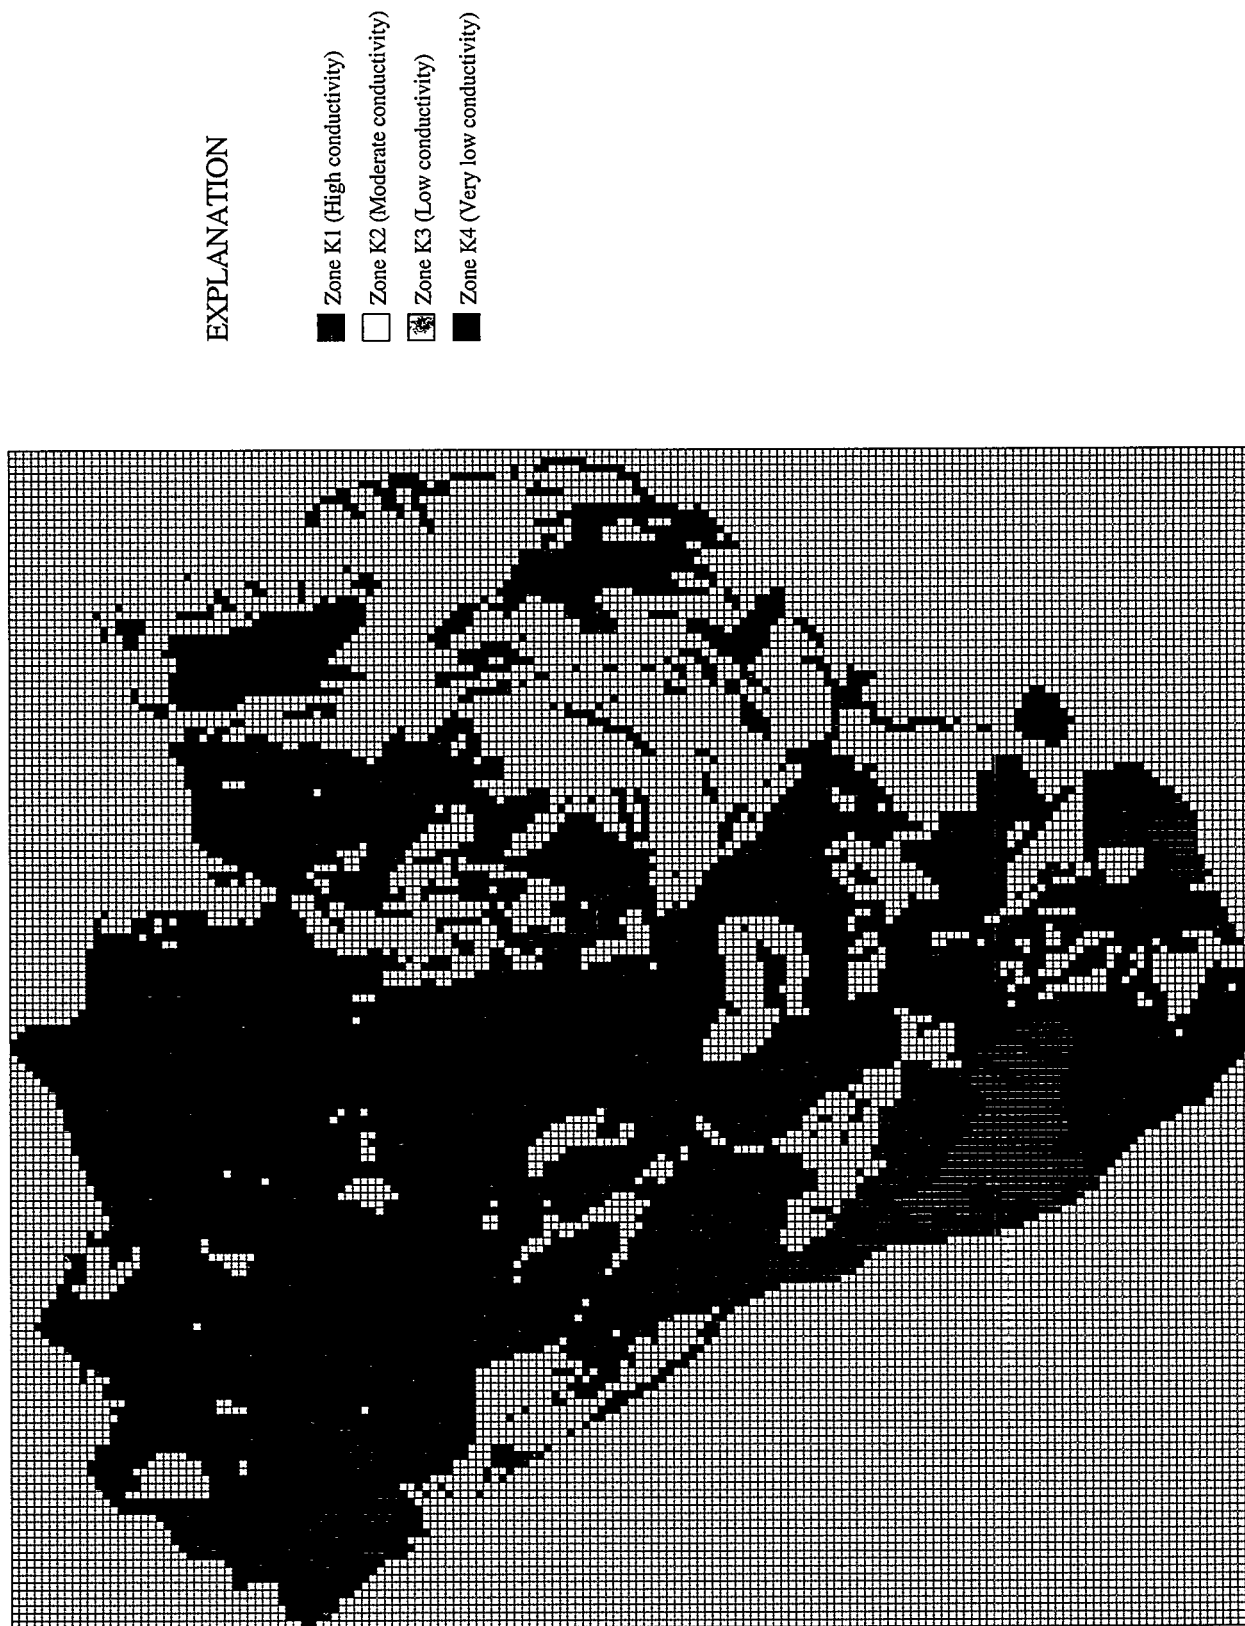 EXPLANATION
Zone K1 (High conductivity)
Zone K2 (Moderate conductivity)
Zone K3 (Low conductivity)
Zone K4 (Very low conductivity)